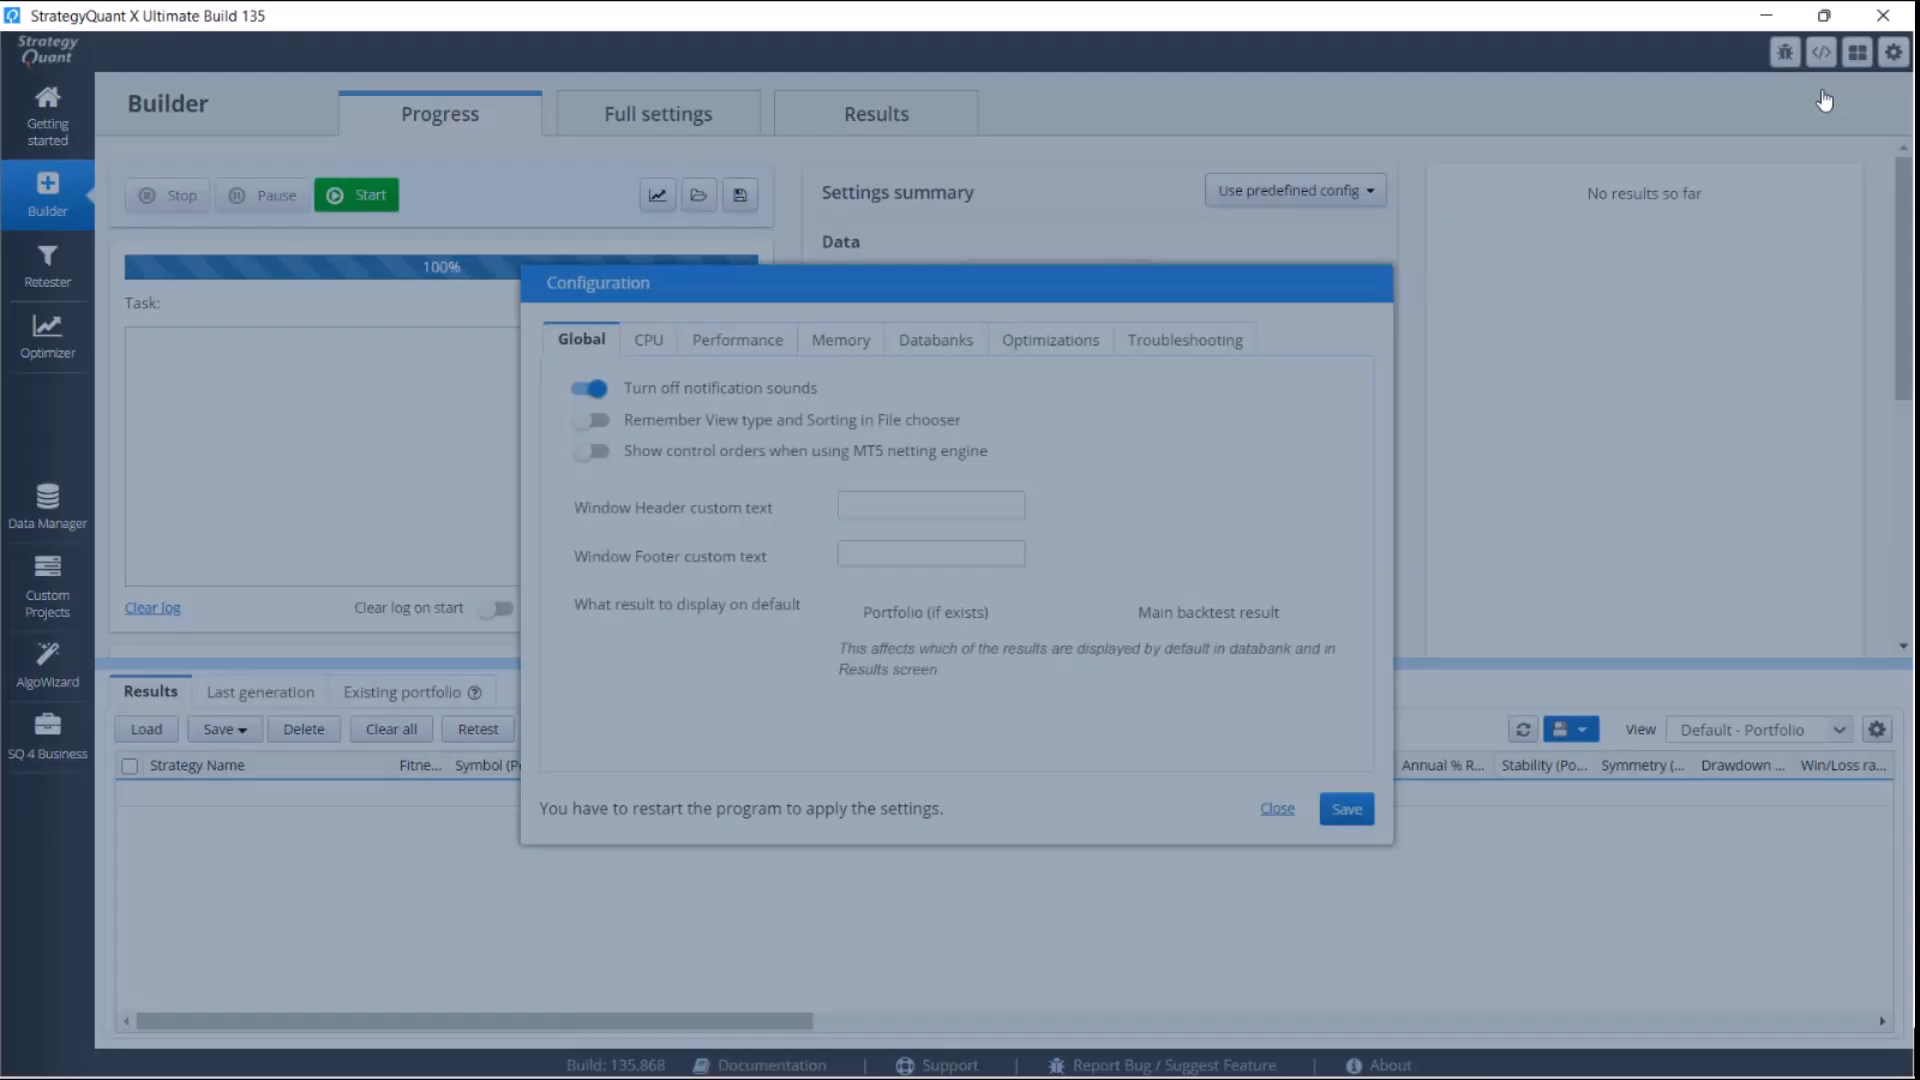 StrategyQuant X Ultimate Build 135
Strategy
Quant
Builder
Progress
Full settings
Results
Getting
started
Builder
Retester
Optimizer
Data Manager
Custom
Projects
AlgoWizard
SQ 4 Business
Stop
Pause
Start
100%
Task:
Clear log
Clear log on start
Settings summary
Use predefined config
Data
No results so far
Configuration
Global
CPU
Performance
Memory
Databanks
Optimizations
Troubleshooting
Turn off notification sounds
Remember View type and Sorting in File chooser
Show control orders when using MT5 netting engine
Window Header custom text
Window Footer custom text
What result to display on default
Portfolio (if exists)
Main backtest result
This affects which of the results are displayed by default in databank and in
Results screen
You have to restart the program to apply the settings.
Close
Save
Results
Last generation
Existing portfolio
Load
Save
Delete
Clear all
Retest
View
Default - Portfolio
Strategy Name
Fitne...
Symbol (P
Annual % R...
Stability (Po...
Symmetry (...
Drawdown ...
Win/Loss ra...
Build: 135.868
Documentation
|
Support
|
Report Bug / Suggest Feature
|
About